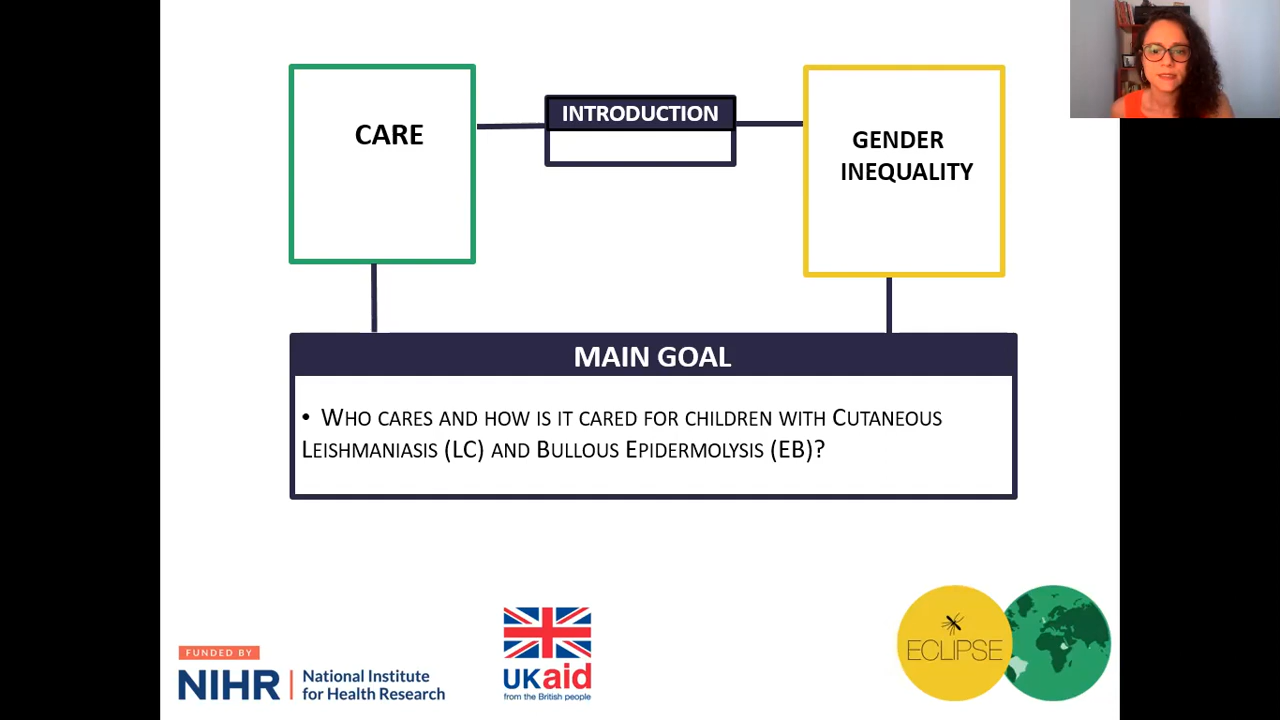 CARE
INTRODUCTION
GENDER
INEQUALITY
MAIN GOAL
• WHO CARES AND HOW IS IT CARED FOR CHILDREN WITH CUTANEOUS
LEISHMANIASIS (LC) AND BULLOUS EPIDERMOLYSIS (EB)?
FUNDED BY
NIHR | National Institute
for Health Research
UKaid
from the British people
ECLIPSE